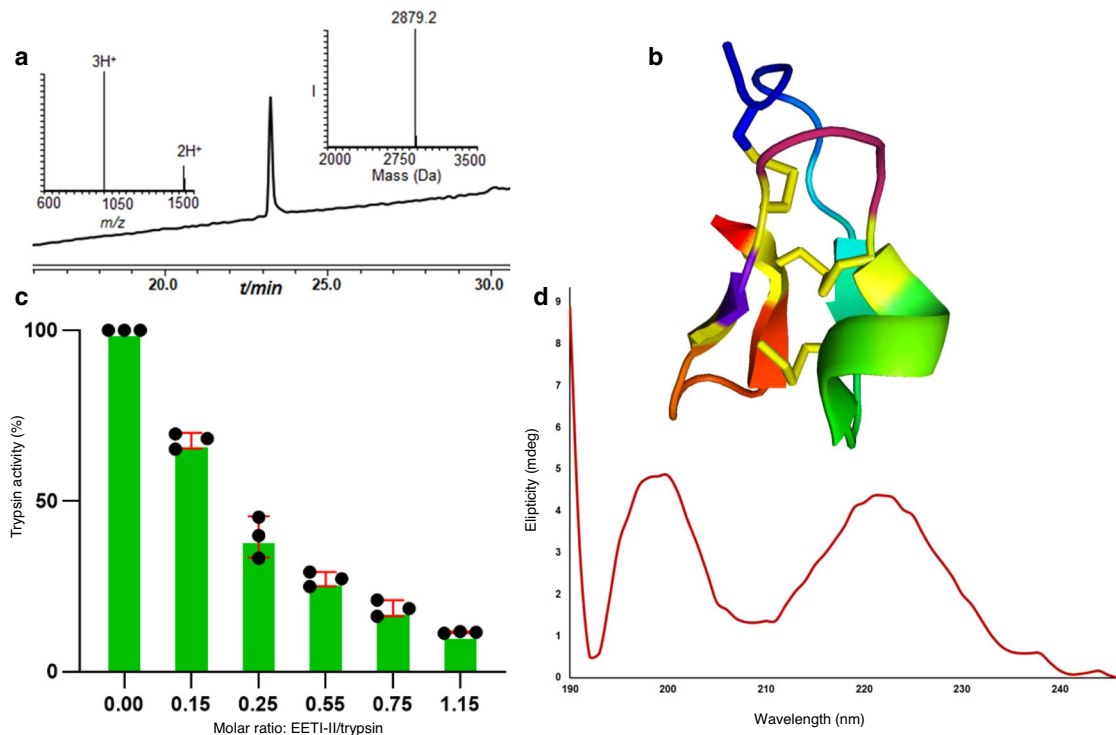 a
3H⁺
2H⁺
600 1050 1500
m/z
2879.2
I
2000 2750 3500
Mass (Da)
20.0 t/min 25.0 30.0
b
c
100
50
0
Trypsin activity (%)
0.00 0.15 0.25 0.55 0.75 1.15
Molar ratio: EETI-II/trypsin
d
9
8
7
6
5
4
3
2
1
0
Elipticity (mdeg)
190 200 210 220 230 240
Wavelength (nm)